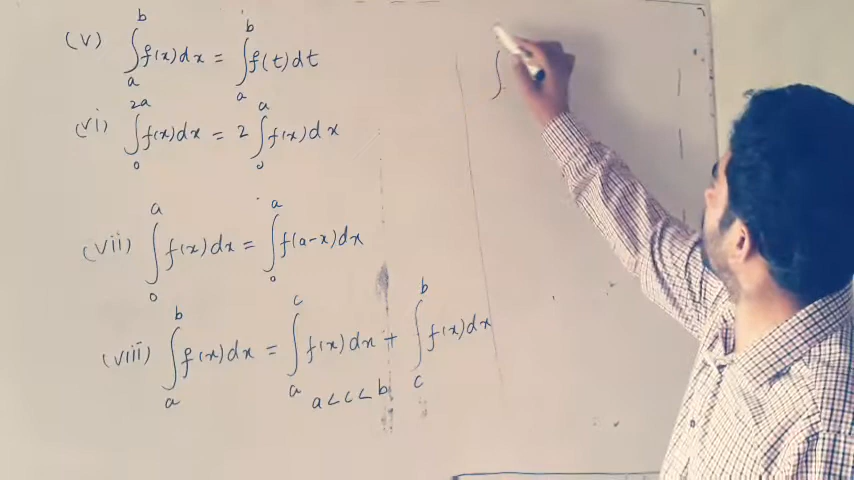 (v) ∫_a^b f(x)dx = ∫_a^b f(t)dt
(vi) ∫_0^{2a} f(x)dx = 2 ∫_0^a f(x)dx
(vii) ∫_0^a f(x)dx = ∫_0^a f(a-x)dx
(viii) ∫_a^b f(x)dx = ∫_a^c f(x)dx + ∫_c^b f(x)dx
a<c<b
∫